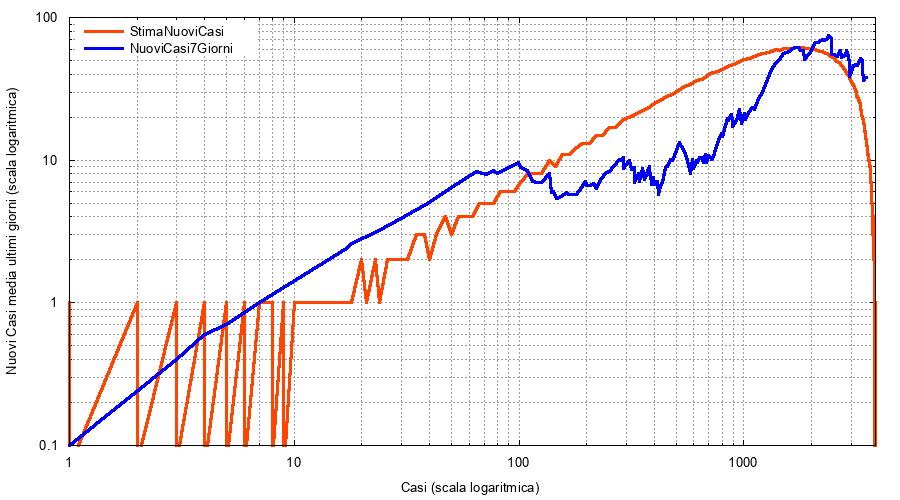 100
StimaNuoviCasi
NuoviCasi7Giorni
10
1
0.1
1
10
100
1000
Nuovi Casi media ultimi giorni (scala logaritmica)
Casi (scala logaritmica)